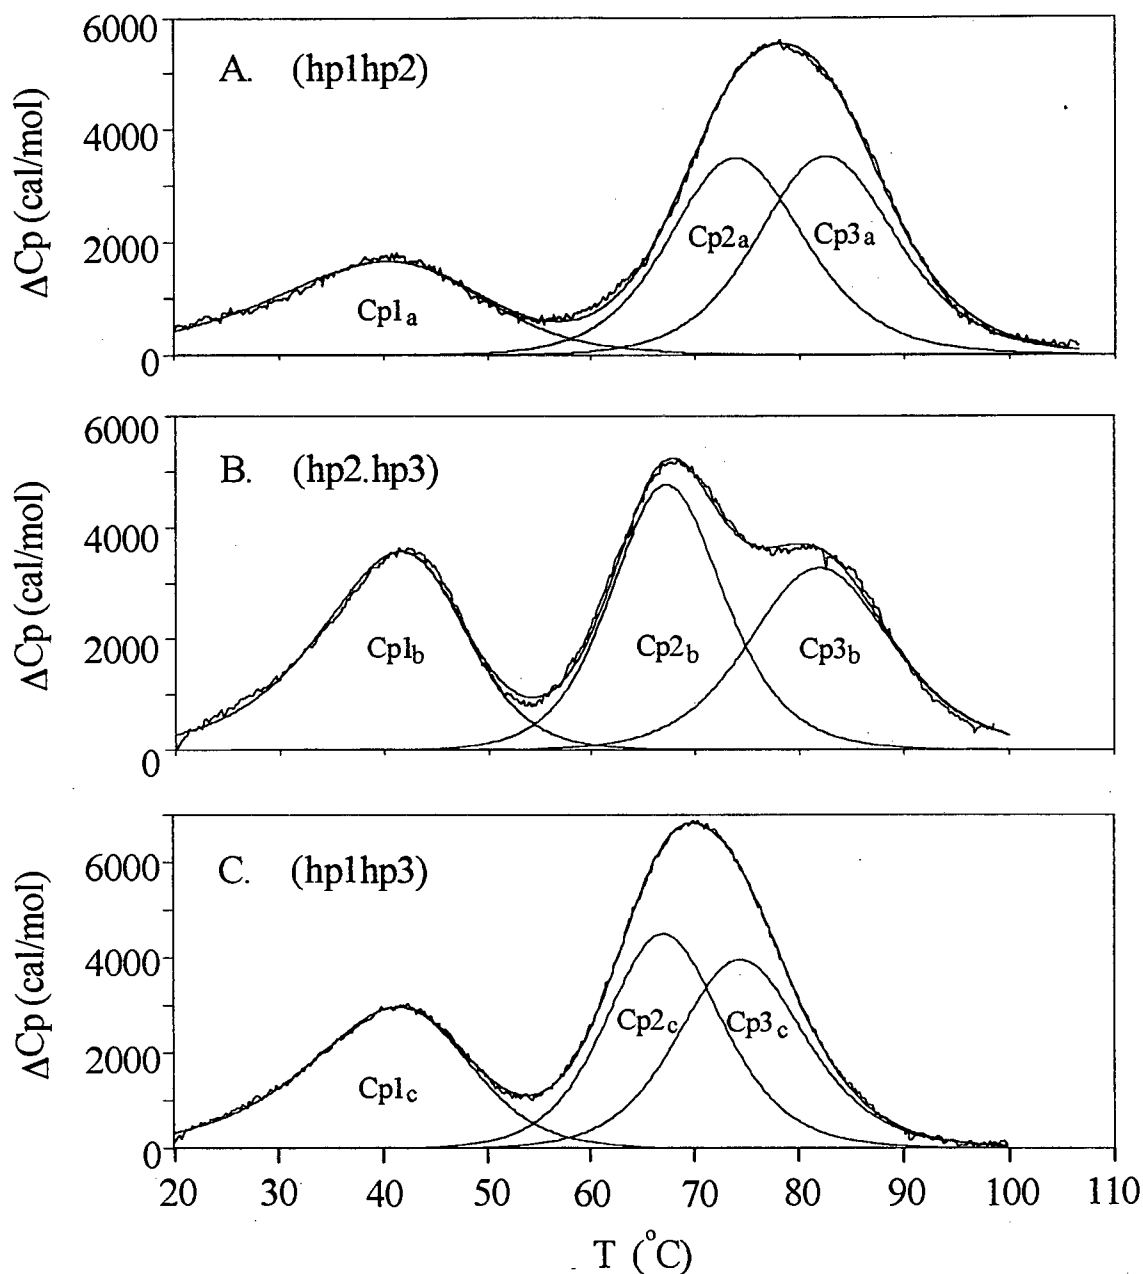 6000
A. (hp1hp2)
4000
ΔCp (cal/mol)
Cp2a
Cp3a
2000
Cp1a
0
6000
B. (hp2.hp3)
4000
ΔCp (cal/mol)
Cp1b
Cp2b
Cp3b
2000
0
6000
C. (hp1hp3)
4000
ΔCp (cal/mol)
Cp2c
Cp3c
2000
Cp1c
0
20 30 40 50 60 70 80 90 100 110
T (°C)